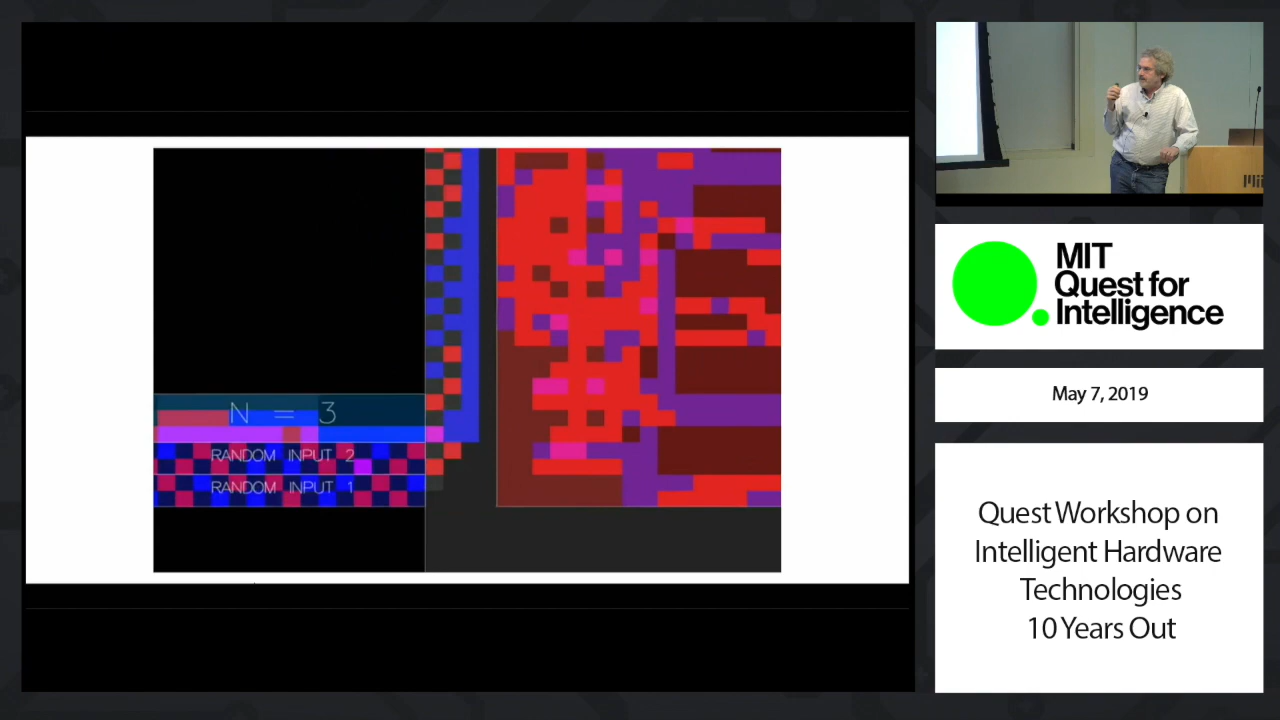 N = 3
RANDOM INPUT 2
RANDOM INPUT 1
MIT
Quest for
Intelligence
May 7, 2019
Quest Workshop on
Intelligent Hardware
Technologies
10 Years Out